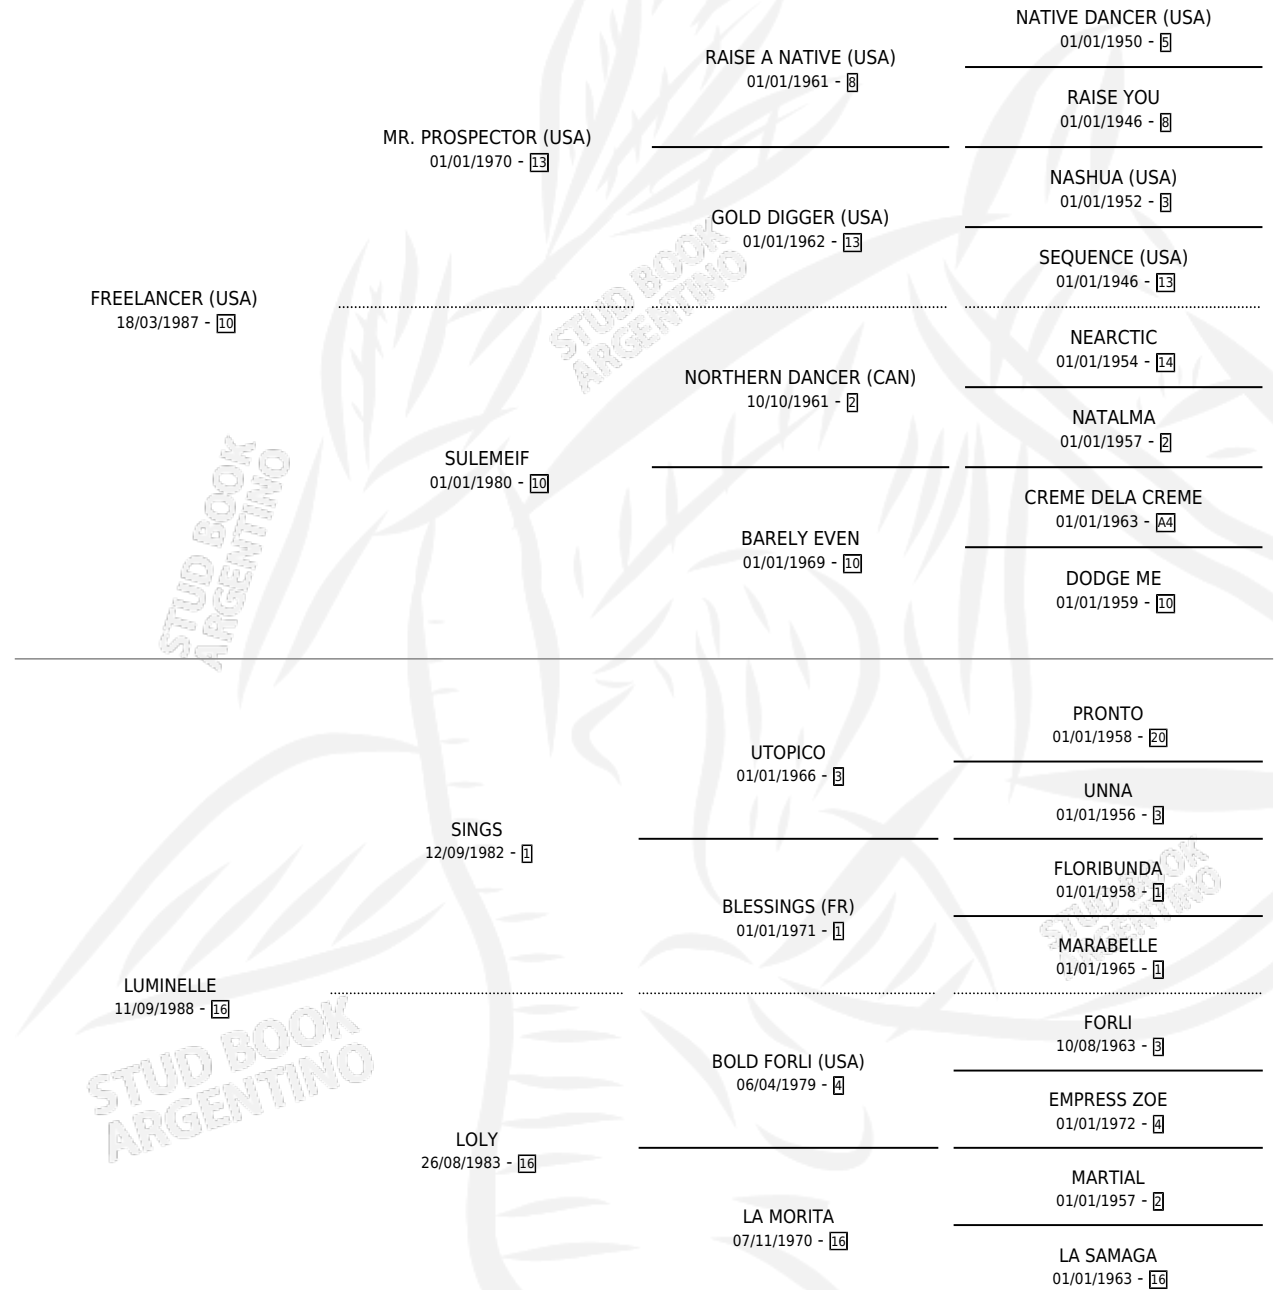 NATIVE DANCER (USA)
01/01/1950 - 5
RAISE A NATIVE (USA)
01/01/1961 - 8
RAISE YOU
01/01/1946 - 8
MR. PROSPECTOR (USA)
01/01/1970 - 13
NASHUA (USA)
01/01/1952 - 3
GOLD DIGGER (USA)
01/01/1962 - 13
SEQUENCE (USA)
01/01/1946 - 13
FREELANCER (USA)
18/03/1987 - 10
NEARCTIC
01/01/1954 - 14
NORTHERN DANCER (CAN)
10/10/1961 - 2
NATALMA
01/01/1957 - 2
SULEMEIF
01/01/1980 - 10
CREME DELA CREME
01/01/1963 - A4
BARELY EVEN
01/01/1969 - 10
DODGE ME
01/01/1959 - 10
PRONTO
01/01/1958 - 20
UTOPICO
01/01/1966 - 3
UNNA
01/01/1956 - 3
SINGS
12/09/1982 - 1
FLORIBUNDA
01/01/1958 - 1
BLESSINGS (FR)
01/01/1971 - 1
MARABELLE
01/01/1965 - 1
LUMINELLE
11/09/1988 - 16
FORLI
10/08/1963 - 3
BOLD FORLI (USA)
06/04/1979 - 4
EMPRESS ZOE
01/01/1972 - 4
LOLY
26/08/1983 - 16
MARTIAL
01/01/1957 - 2
LA MORITA
07/11/1970 - 16
LA SAMAGA
01/01/1963 - 16
STUD BOOK
ARGENTINO
STUD BOOK
ARGENTINO
STUD BOOK
ARGENTINO
STUD BOOK
ARGENTINO